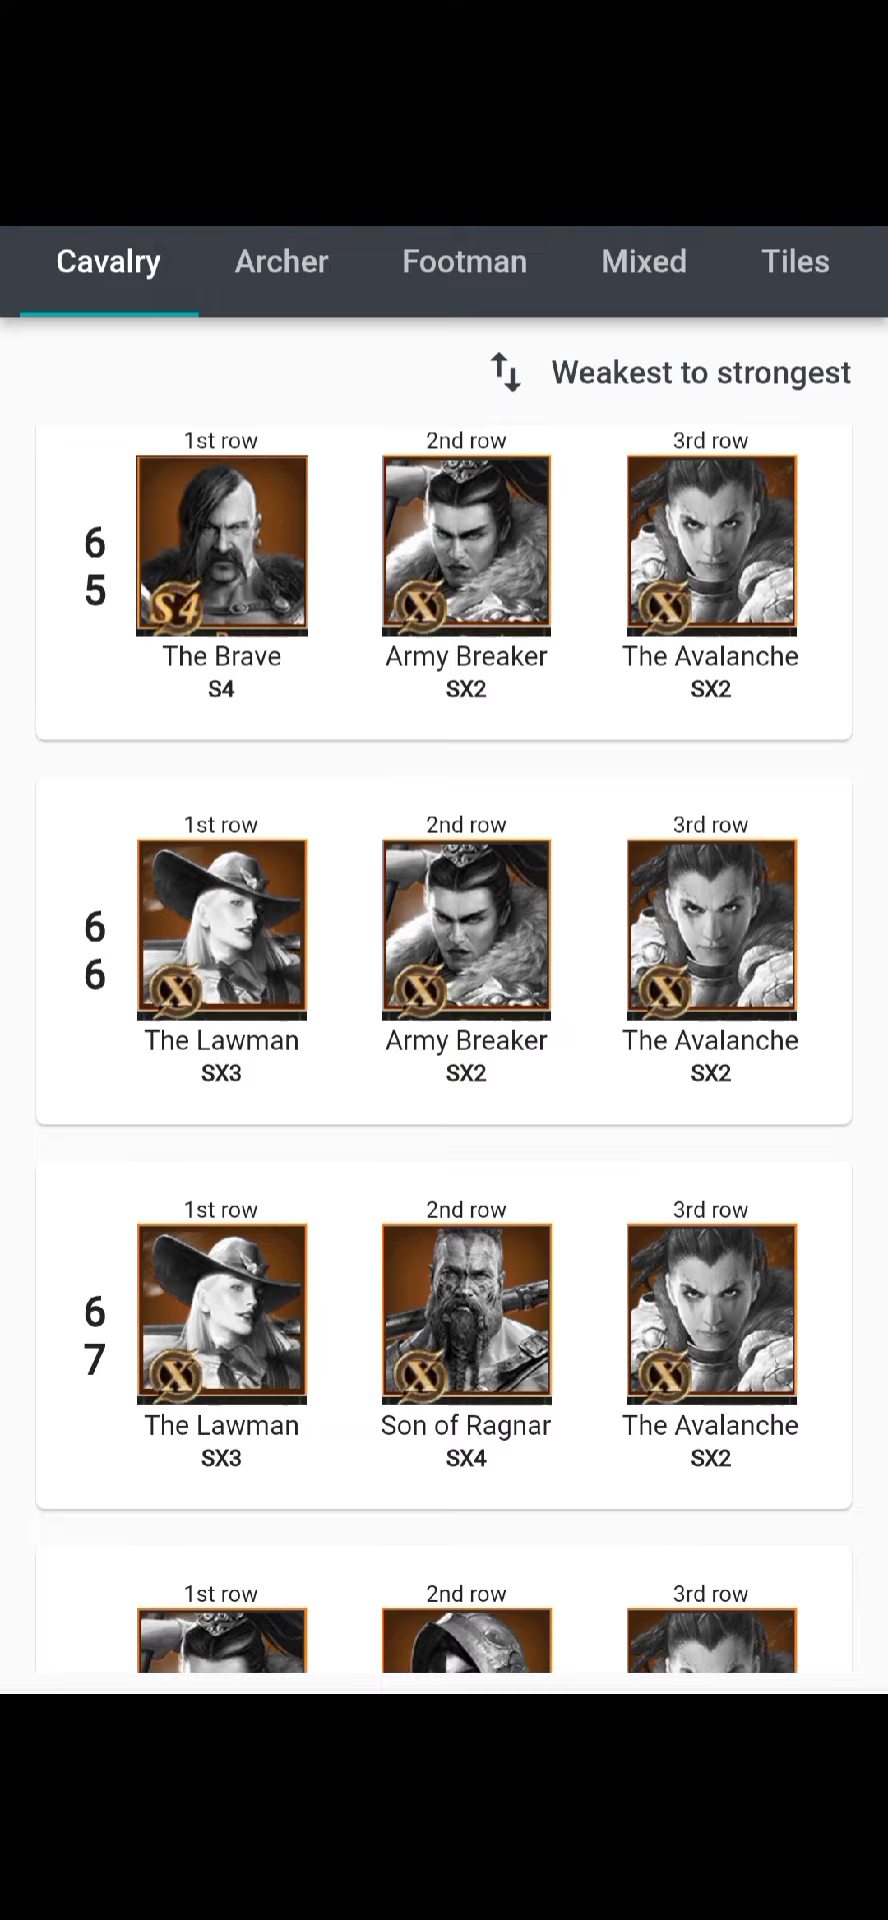 Cavalry Archer Footman Mixed Tiles
Weakest to strongest
1st row 2nd row 3rd row
6
5
S4 X X
The Brave Army Breaker The Avalanche
S4 SX2 SX2
1st row 2nd row 3rd row
6
6
X X X
The Lawman Army Breaker The Avalanche
SX3 SX2 SX2
1st row 2nd row 3rd row
6
7
X X X
The Lawman Son of Ragnar The Avalanche
SX3 SX4 SX2
1st row 2nd row 3rd row